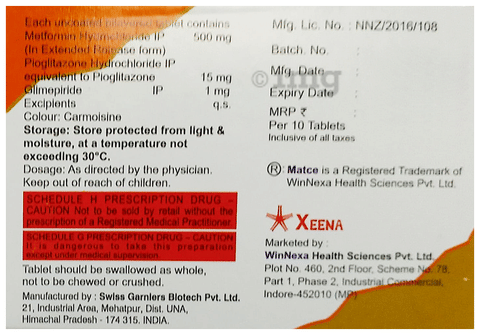 Each uncoated bilayered tablet contains
Metformin Hydrochloride IP 500 mg
(In Extended Release form)
Pioglitazone Hydrochloride IP
equivalent to Pioglitazone 15 mg
Glimepiride IP 1 mg
Excipients q.s.
Colour: Carmoisine
Storage: Store protected from light &
moisture, at a temperature not
exceeding 30°C.
Dosage: As directed by the physician.
Keep out of reach of children.
SCHEDULE H PRESCRIPTION DRUG –
CAUTION Not to be sold by retail without the
prescription of a Registered Medical Practitioner.
SCHEDULE G PRESCRIPTION DRUG – CAUTION
It is dangerous to take this preparation
except under medical supervision.
Tablet should be swallowed as whole,
not to be chewed or crushed.
Manufactured by : Swiss Garniers Biotech Pvt. Ltd.
21, Industrial Area, Mehatpur, Dist. UNA,
Himachal Pradesh - 174 315. INDIA.
Mfg. Lic. No. : NNZ/2016/108
Batch. No. :
Mfg. Date :
Expiry Date :
MRP ₹ :
Per 10 Tablets
Inclusive of all taxes
® : Matce is a Registered Trademark of
WinNexa Health Sciences Pvt. Ltd.
XEENA
Marketed by :
WinNexa Health Sciences Pvt. Ltd.
Plot No. 460, 2nd Floor, Scheme No. 78,
Part 1, Phase 2, Industrial Commercial,
Indore-452010 (MP)
©1mg